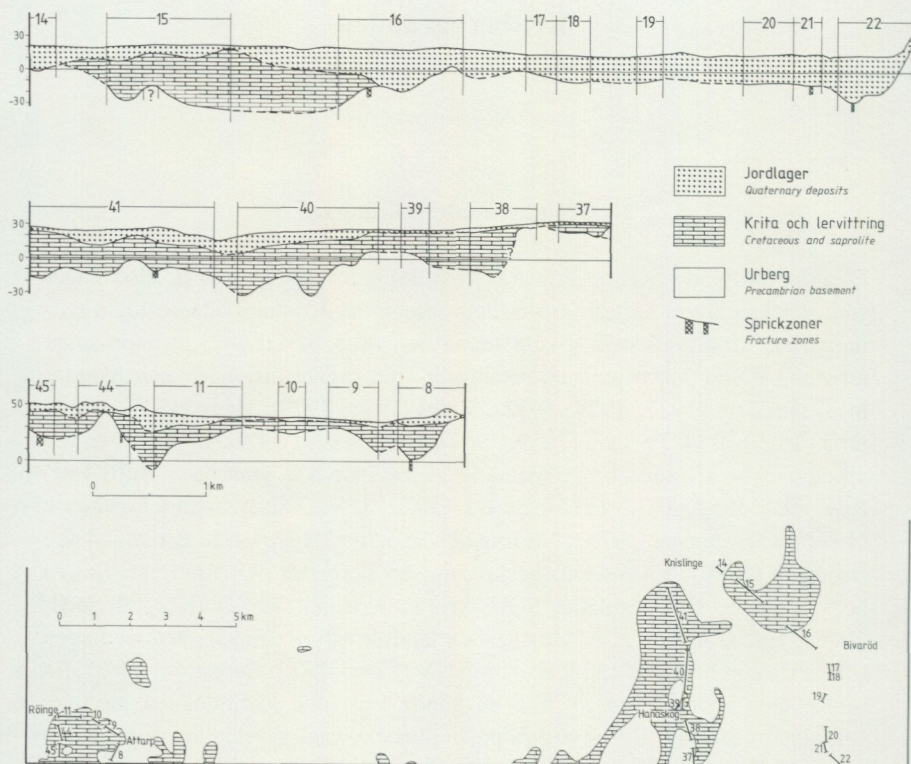 14 15 16 17 18 19 20 21 22
30
0
-30
?
41 40 39 38 37
30
0
-30
Jordlager
Quaternary deposits
Krita och lervittring
Cretaceous and saprolite
Urberg
Precambrian basement
Sprickzoner
Fracture zones
45 44 11 10 9 8
50
0
0 1 km
Knislinge 14
15
16
Bivaröd
0 1 2 3 4 5 km
41
17
18
40
19
39
Hanaskog
38
37
20
21
22
Röinge 11 10 9
44
Attarp
45
8